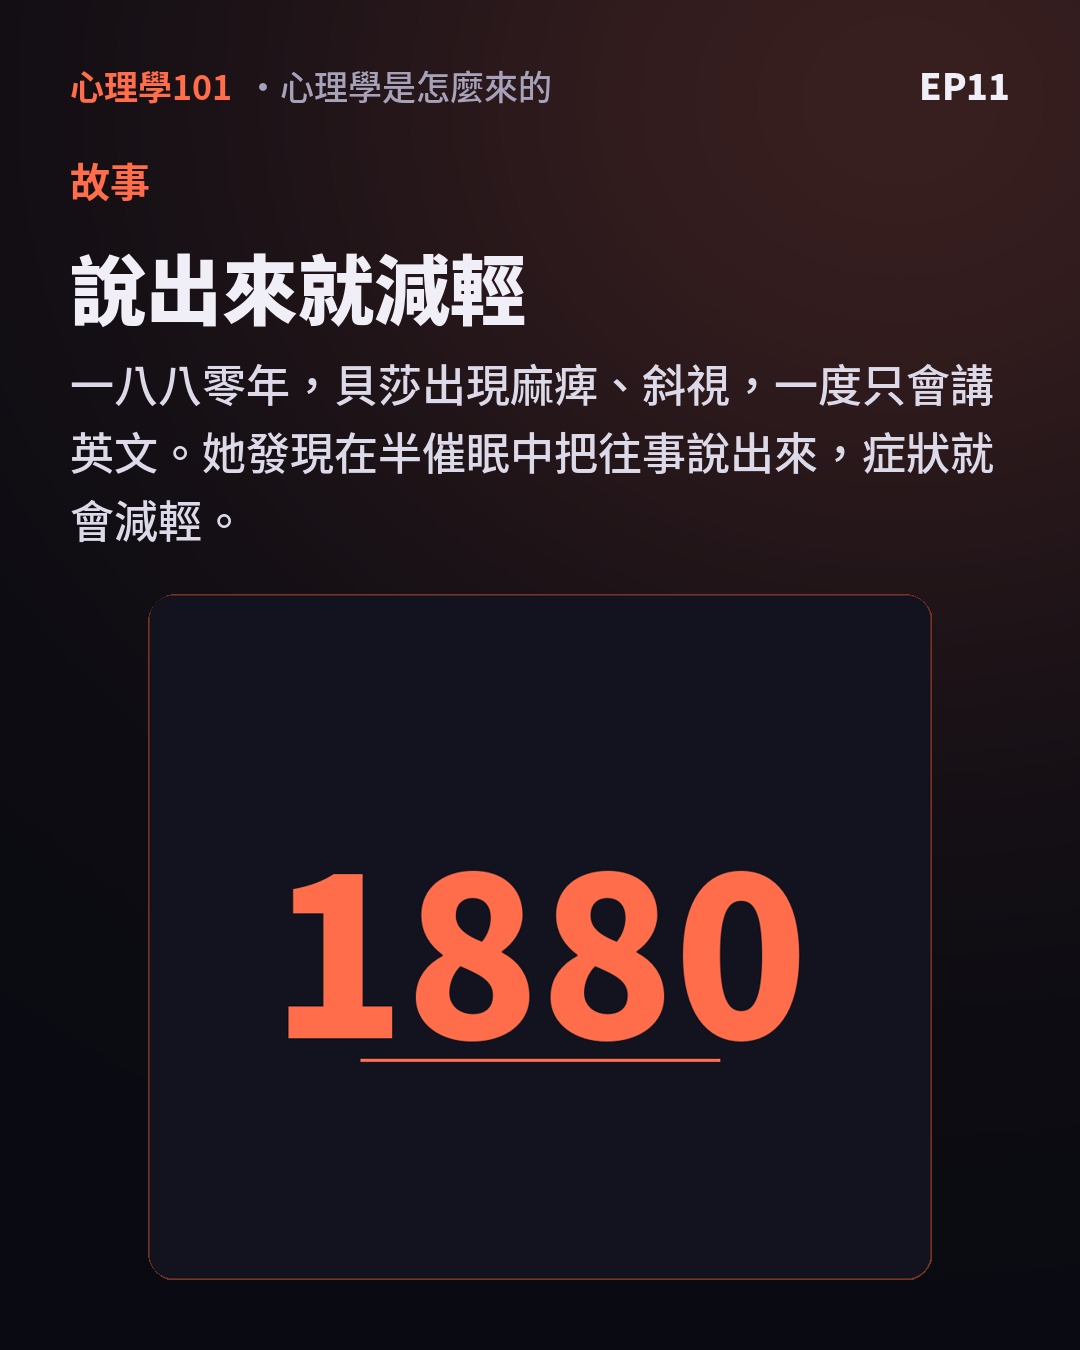 心理學101 ・心理學是怎麼來的
EP11
故事
說出來就減輕
一八八零年，貝莎出現麻痺、斜視，一度只會講
英文。她發現在半催眠中把往事說出來，症狀就
會減輕。
1880